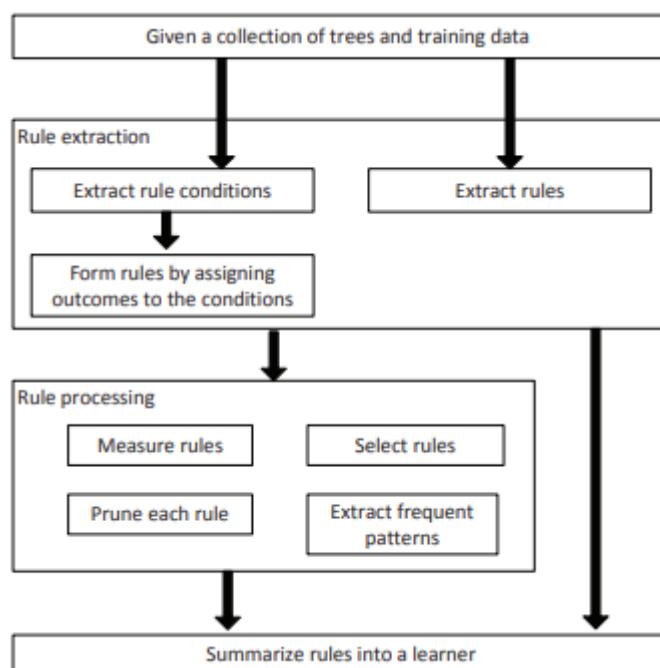 Given a collection of trees and training data
Rule extraction
Extract rule conditions
Extract rules
Form rules by assigning
outcomes to the conditions
Rule processing
Measure rules
Select rules
Prune each rule
Extract frequent
patterns
Summarize rules into a learner